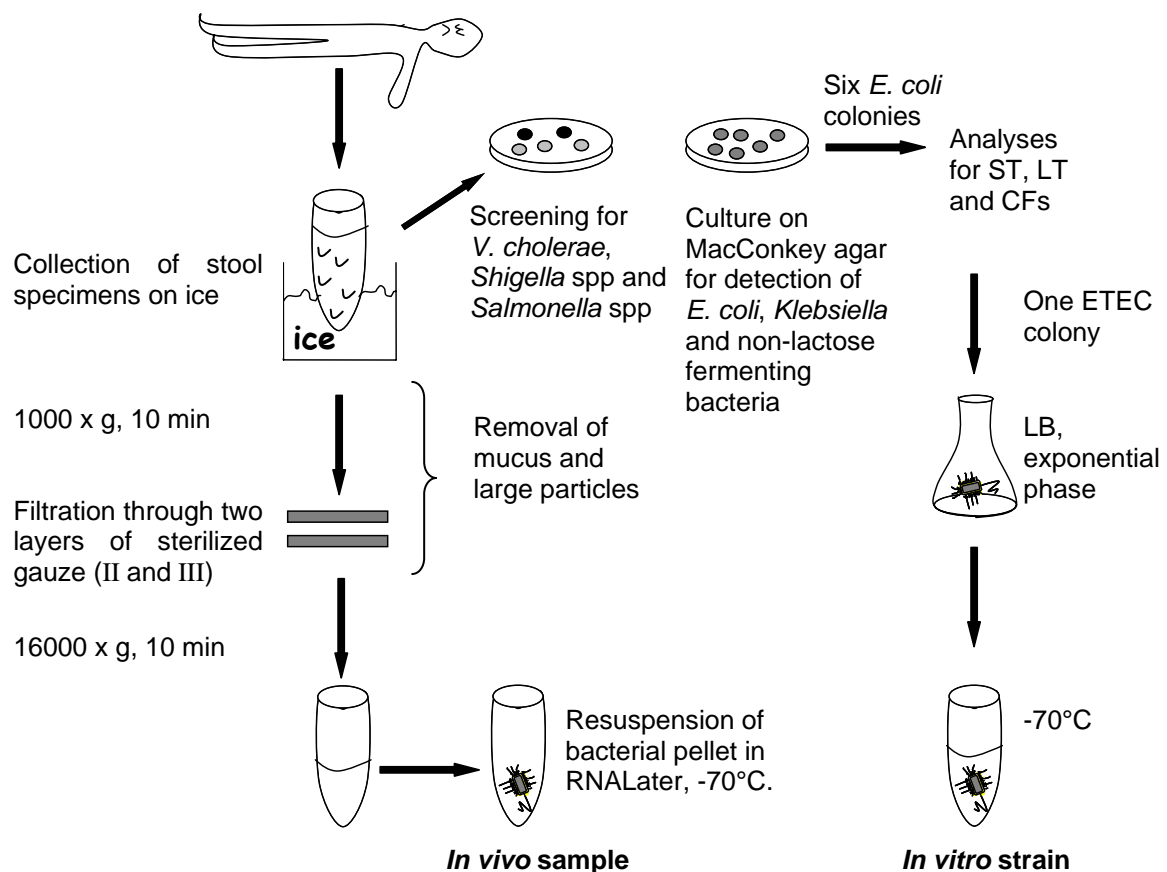 Collection of stool
specimens on ice
ice
1000 x g, 10 min
Filtration through two
layers of sterilized
gauze (II and III)
Removal of
mucus and
large particles
16000 x g, 10 min
Resuspension of
bacterial pellet in
RNALater, -70°C.
In vivo sample
Screening for
V. cholerae,
Shigella spp and
Salmonella spp
Culture on
MacConkey agar
for detection of
E. coli, Klebsiella
and non-lactose
fermenting
bacteria
Six E. coli
colonies
Analyses
for ST, LT
and CFs
One ETEC
colony
LB,
exponential
phase
-70°C
In vitro strain